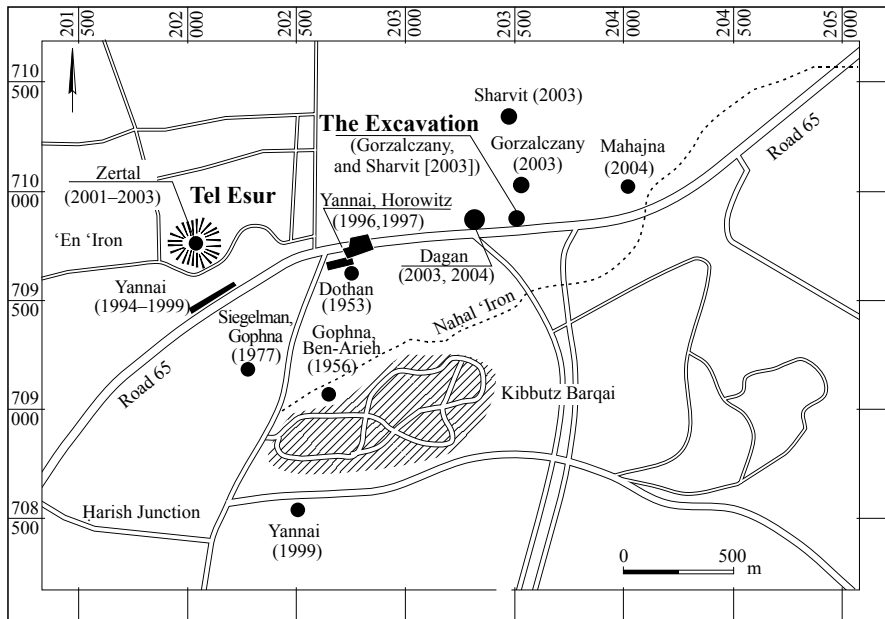 201
500
202
000
202
500
203
000
203
500
204
000
204
500
205
000
710
500
710
000
709
500
709
000
708
500
Sharvit (2003)
The Excavation
(Gorzalczany,
and Sharvit [2003])
Gorzalczany
(2003)
Mahajna
(2004)
Road 65
Zertal
(2001–2003)
Tel Esur
Yannai, Horowitz
(1996,1997)
‘En ‘Iron
Dagan
(2003, 2004)
Yannai
(1994–1999)
Dothan
(1953)
Nahal ‘Iron
Siegelman,
Gophna
(1977)
Gophna,
Ben-Arieh
(1956)
Road 65
Kibbutz Barqai
Harish Junction
Yannai
(1999)
0
500
m